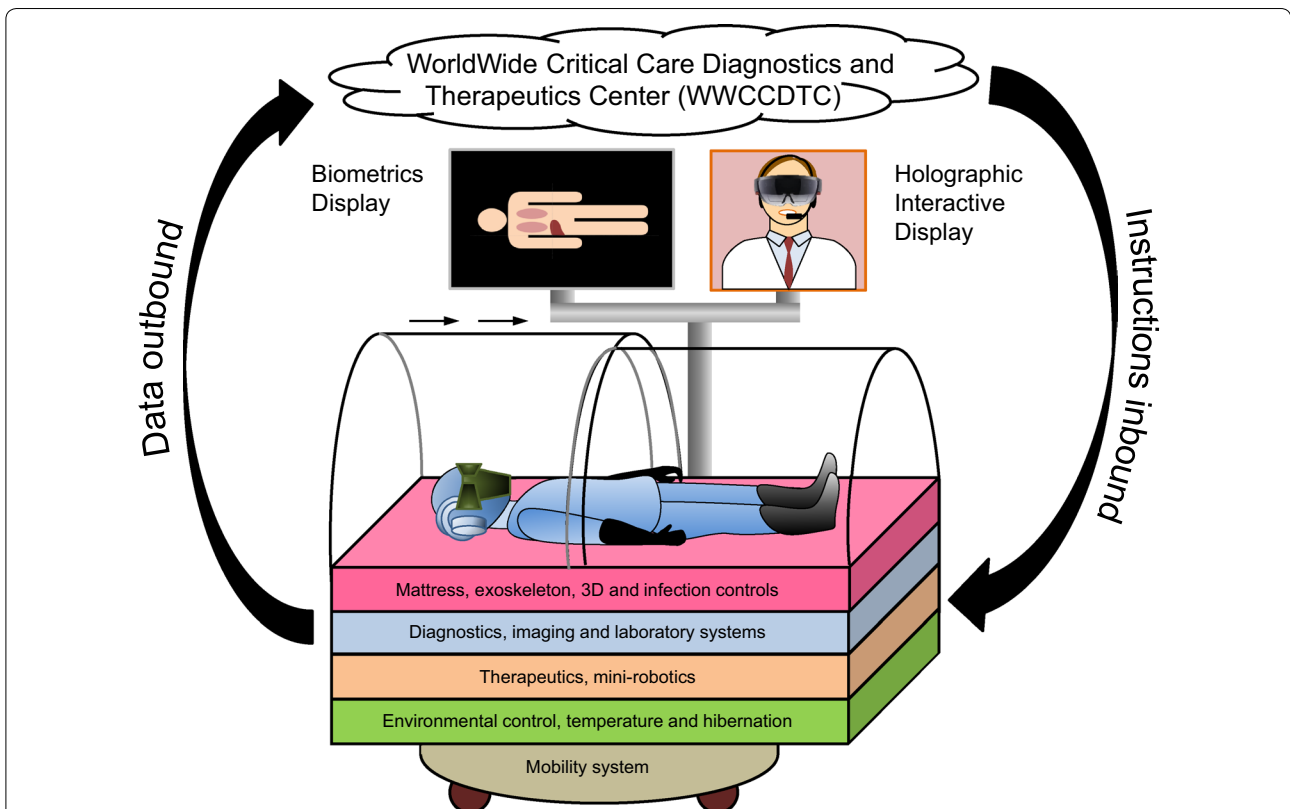 WorldWide Critical Care Diagnostics and
Therapeutics Center (WWCCDTC)
Biometrics
Display
Holographic
Interactive
Display
Data outbound
Instructions inbound
Mattress, exoskeleton, 3D and infection controls
Diagnostics, imaging and laboratory systems
Therapeutics, mini-robotics
Environmental control, temperature and hibernation
Mobility system